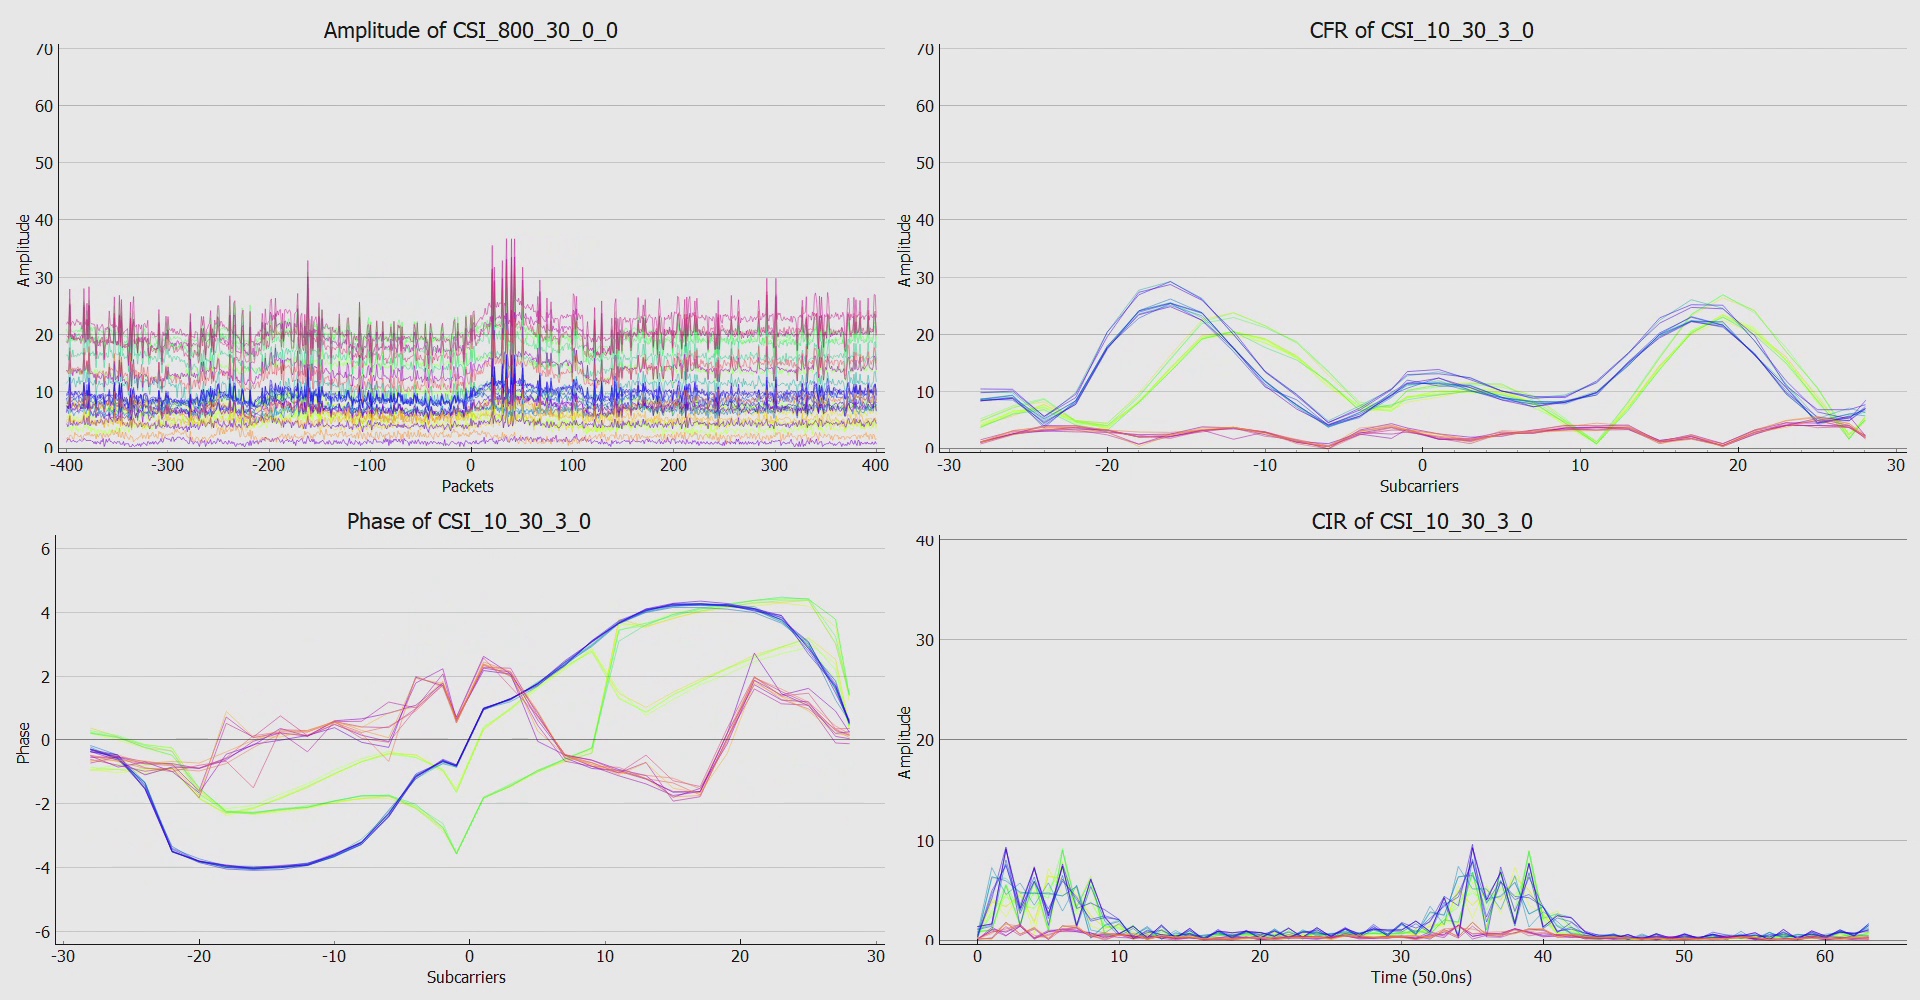 Amplitude of CSI_800_30_0_0
70
60
50
40
30
20
10
0
Amplitude
-400 -300 -200 -100 0 100 200 300 400
Packets
CFR of CSI_10_30_3_0
70
60
50
40
30
20
10
0
Amplitude
-30 -20 -10 0 10 20 30
Subcarriers
Phase of CSI_10_30_3_0
6
4
2
0
-2
-4
-6
Phase
-30 -20 -10 0 10 20 30
Subcarriers
CIR of CSI_10_30_3_0
40
30
20
10
0
Amplitude
0 10 20 30 40 50 60
Time (50.0ns)